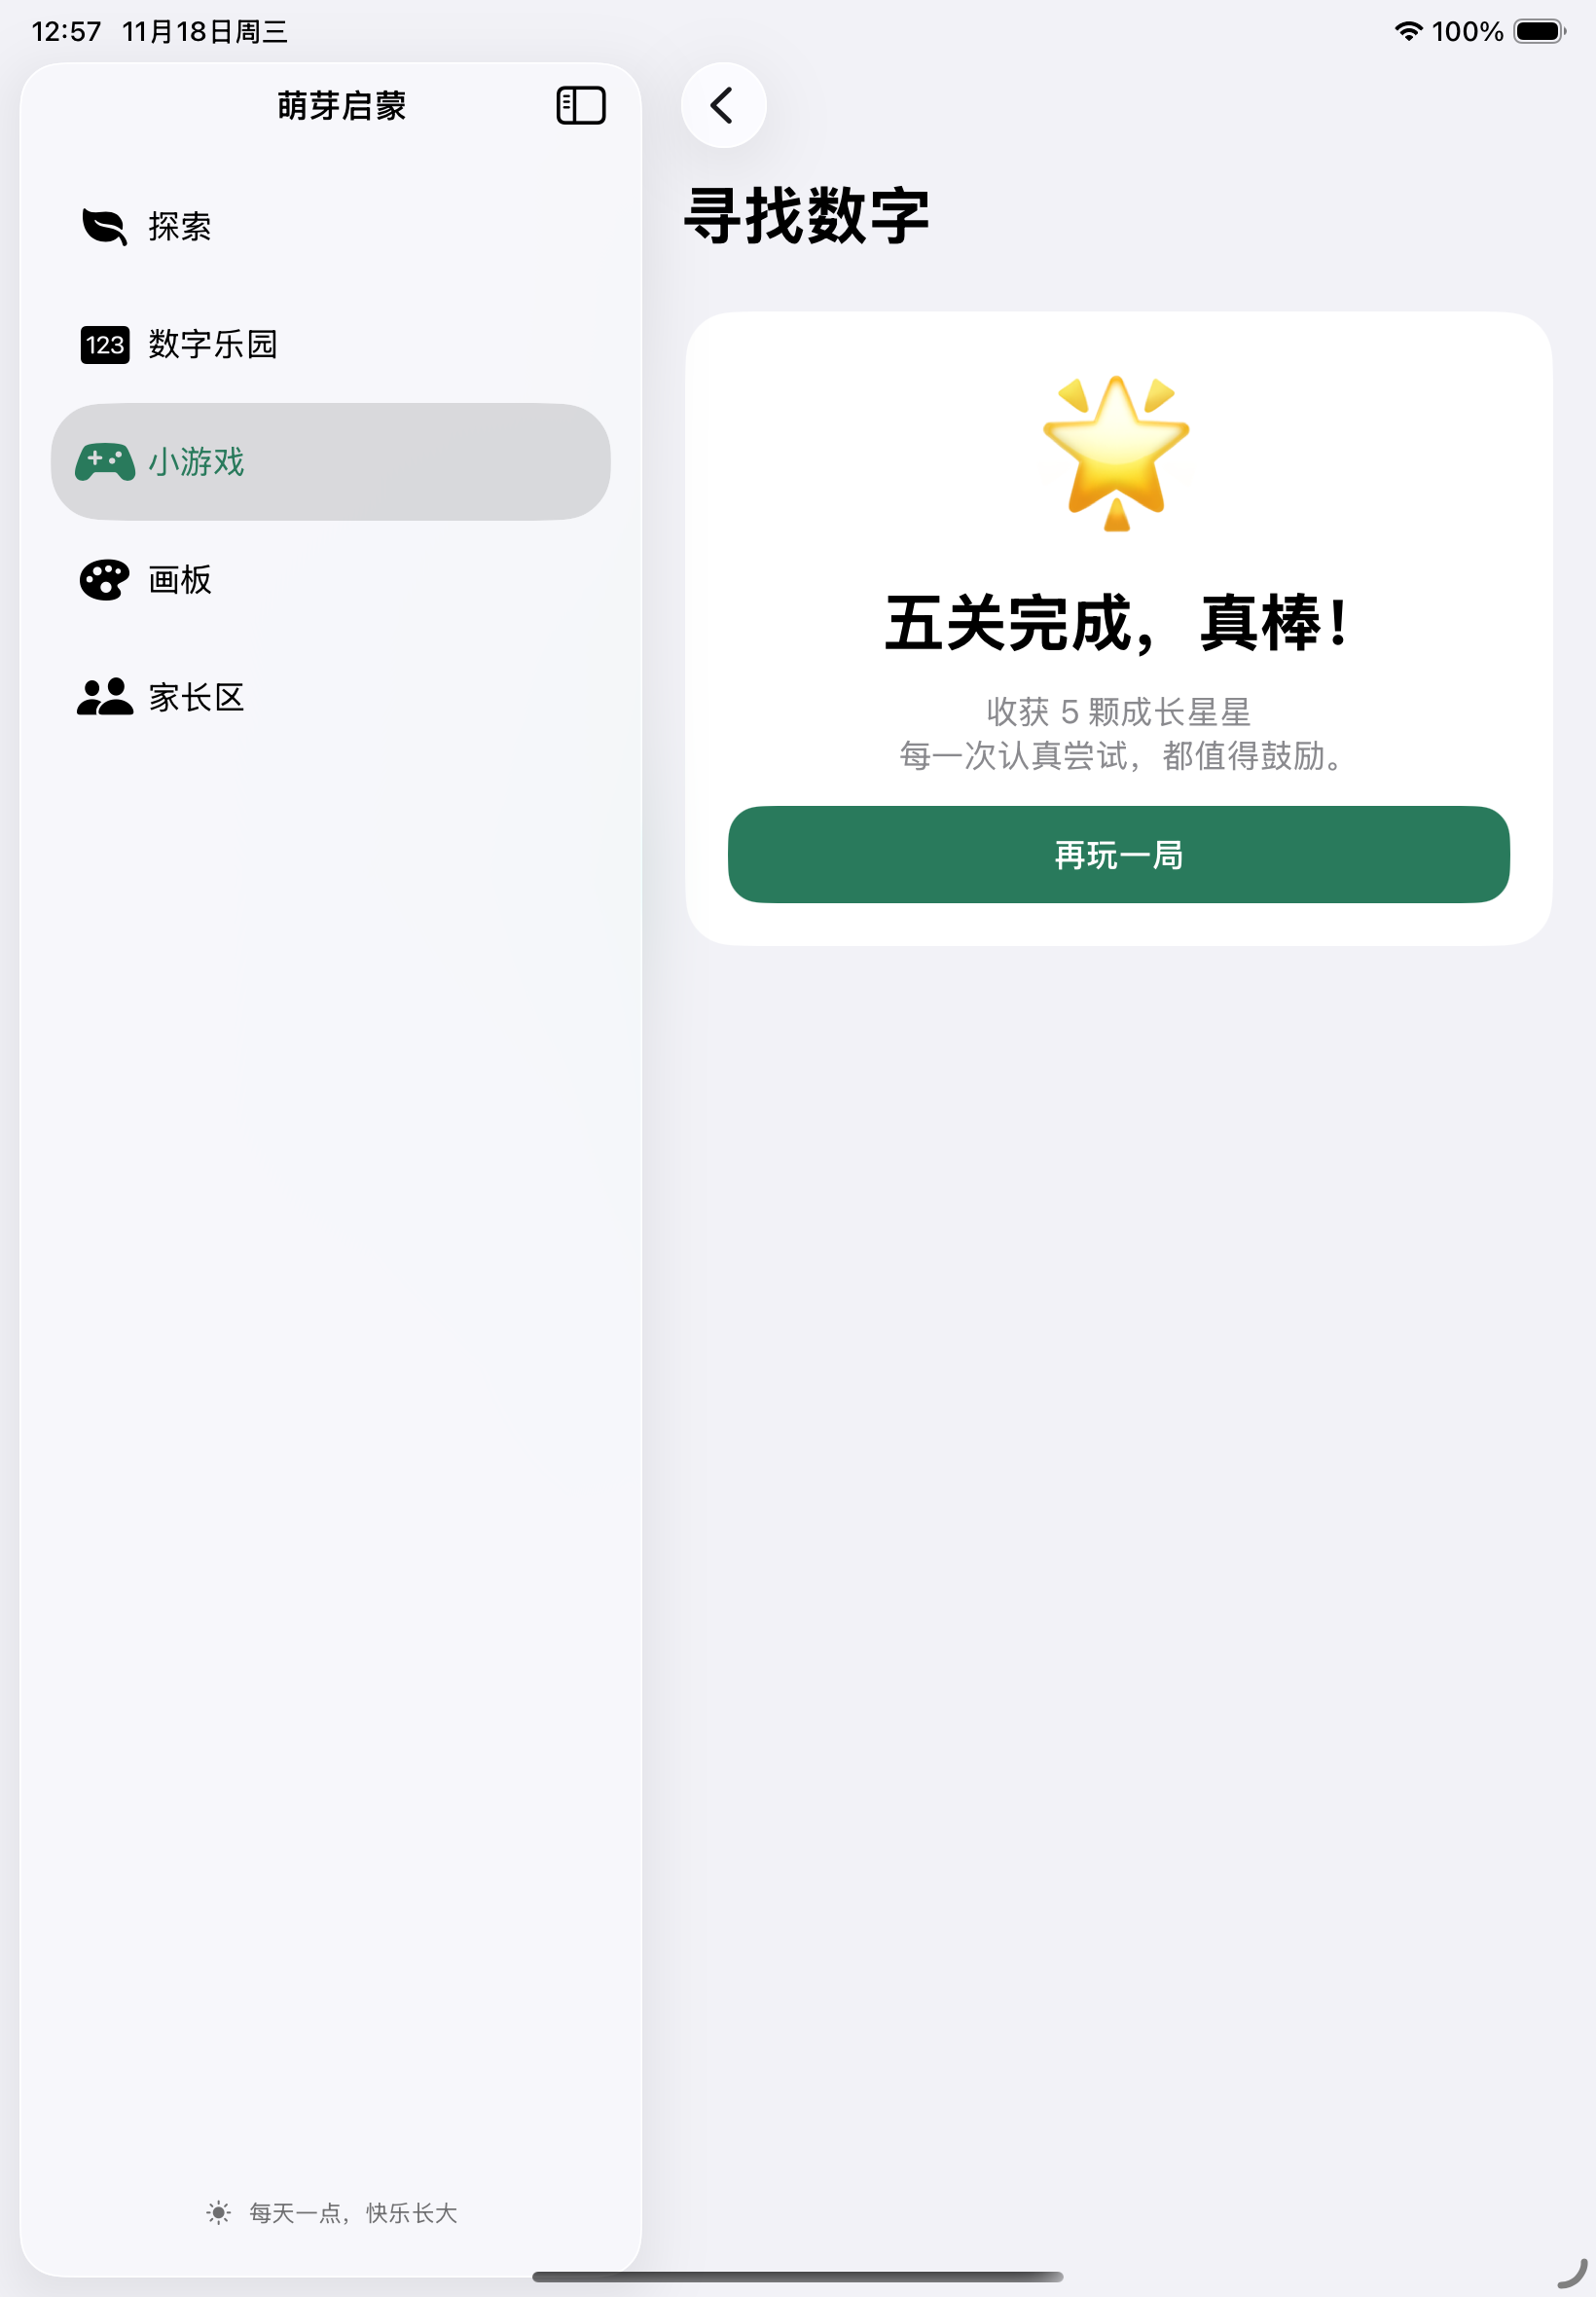 12:57 11月18日周三
100%
萌芽启蒙
探索
123 数字乐园
小游戏
画板
家长区
每天一点，快乐长大
寻找数字
五关完成，真棒！
收获 5 颗成长星星
每一次认真尝试，都值得鼓励。
再玩一局